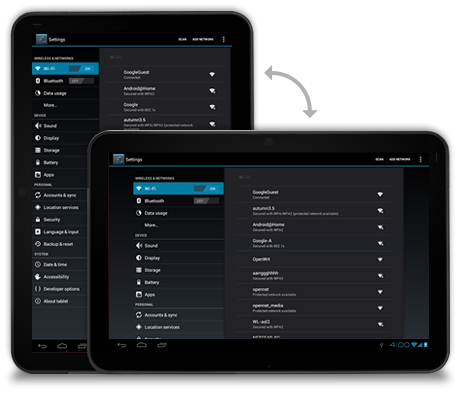 Settings
SCAN
ADD NETWORK
WIRELESS & NETWORKS
Wi-Fi
ON
Bluetooth
OFF
Data usage
More...
DEVICE
Sound
Display
Storage
Battery
Apps
PERSONAL
Accounts & sync
Location services
Security
Language & input
Backup & reset
SYSTEM
Date & time
Accessibility
Developer options
About tablet
WI-FI
GoogleGuest
Connected
Android@Home
Secured with WPA2
Google
Secured with 802.1x
autumn3.5
Secured with WPA/WPA2 (protected network
Settings
SCAN
ADD NETWORK
WIRELESS & NETWORKS
Wi-Fi
ON
Bluetooth
OFF
Data usage
More...
DEVICE
Sound
Display
Storage
Battery
Apps
PERSONAL
Accounts & sync
Location services
WI-FI
GoogleGuest
Connected
autumn3.5
Secured with WPA/WPA2 (protected network available)
Android@Home
Secured with WPA2
Google-A
Secured with 802.1x
OpenWrt
aarrggghhhh
Secured with WPA2
opennet
Protected network available
opennet_media
Protected network available
WL-asl2
Secured with WPA2